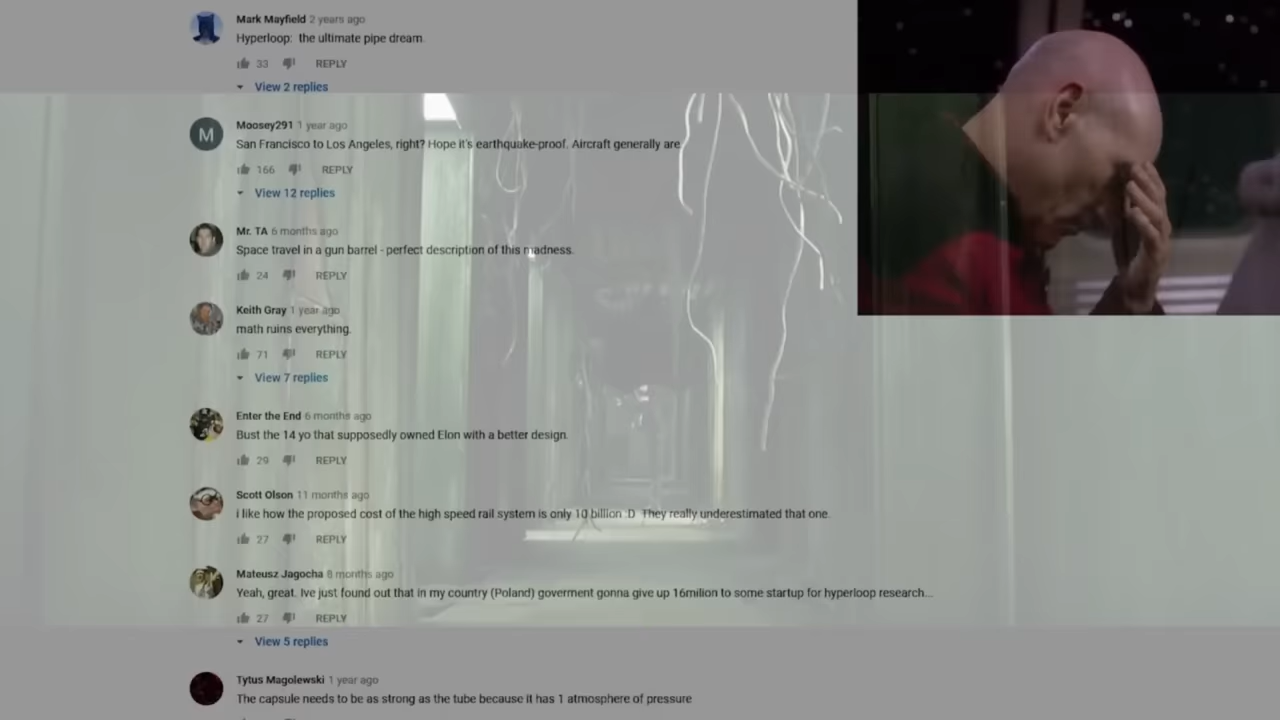 Mark Mayfield 2 years ago
Hyperloop: the ultimate pipe dream.
33 REPLY
View 2 replies
M
Moosey291 1 year ago
San Francisco to Los Angeles, right? Hope it's earthquake-proof. Aircraft generally are
166 REPLY
View 12 replies
Mr. TA 6 months ago
Space travel in a gun barrel - perfect description of this madness.
24 REPLY
Keith Gray 1 year ago
math ruins everything.
71 REPLY
View 7 replies
Enter the End 6 months ago
Bust the 14 yo that supposedly owned Elon with a better design.
29 REPLY
Scott Olson 11 months ago
i like how the proposed cost of the high speed rail system is only 10 billion :D They really underestimated that one.
27 REPLY
Mateusz Jagocha 8 months ago
Yeah, great. Ive just found out that in my country (Poland) goverment gonna give up 16milion to some startup for hyperloop research...
27 REPLY
View 5 replies
Tytus Magolewski 1 year ago
The capsule needs to be as strong as the tube because it has 1 atmosphere of pressure